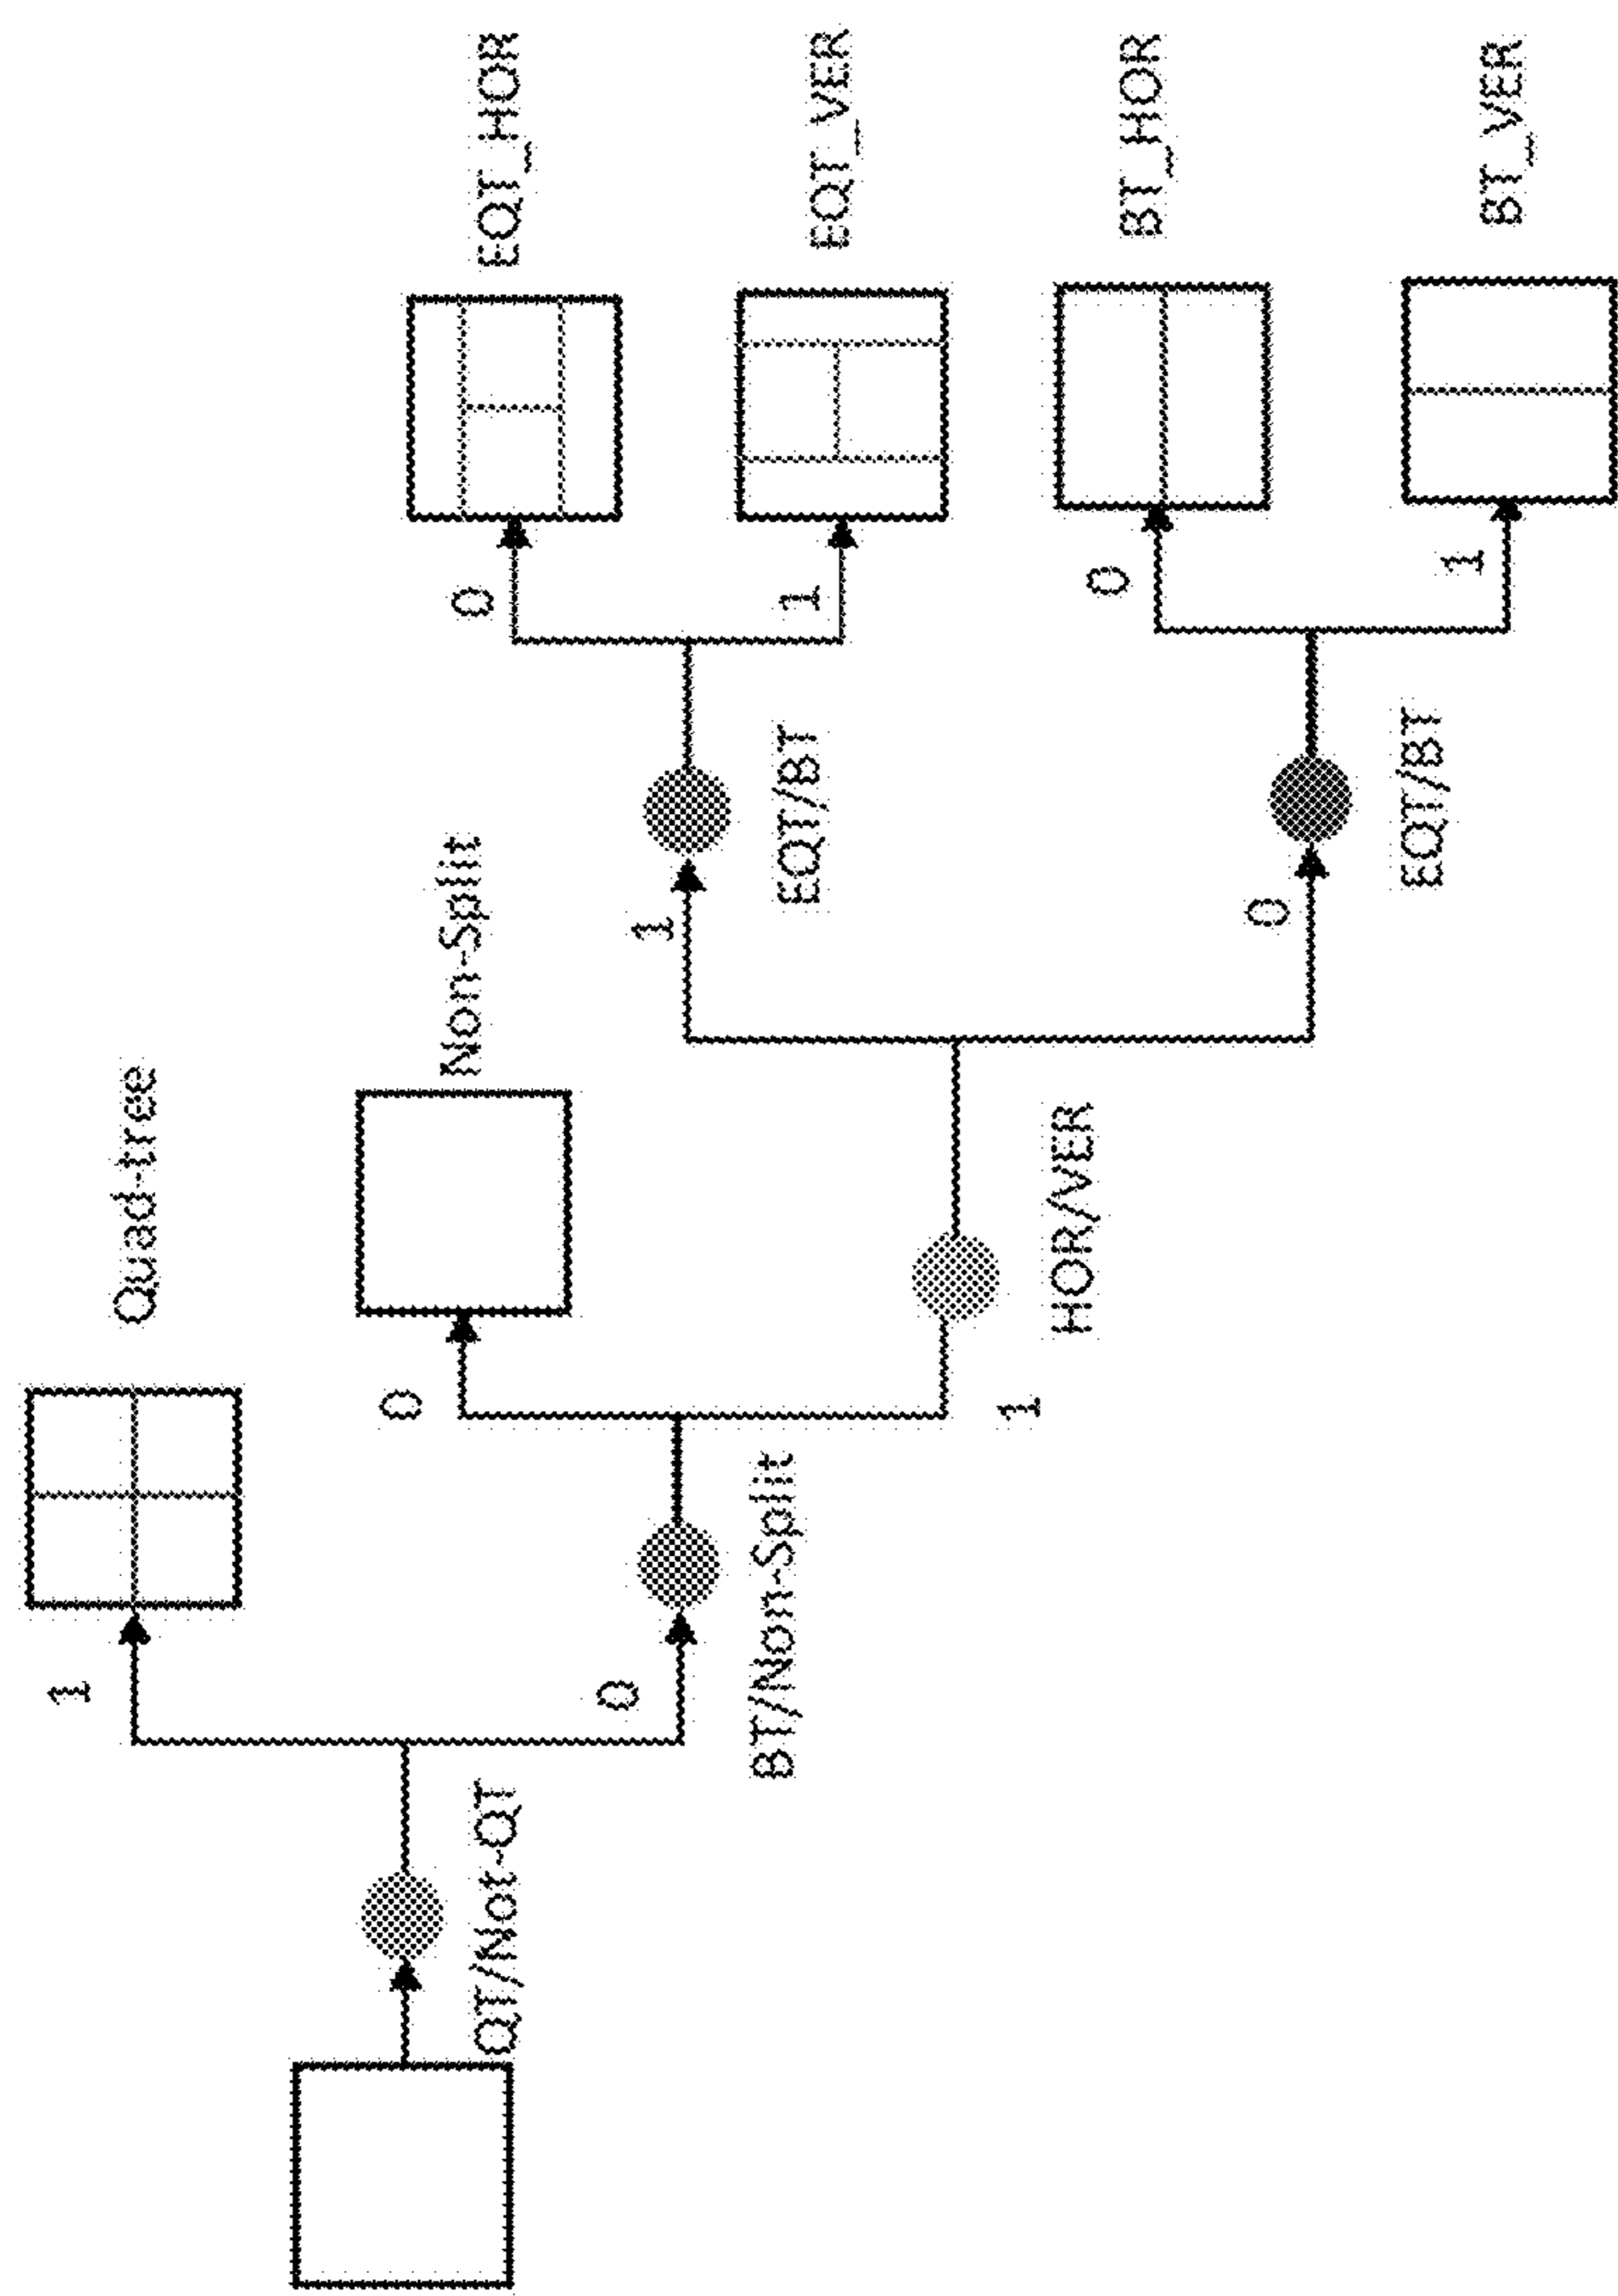 1
Quad-tree
0
Non-Split
0
QT/Not-QT
EQT_HOR
0
1
BT/Non-Split
EQT/BT
1
EQT_VER
1
HOR/VER
0
BT_HOR
0
EQT/BT
1
BT_VER